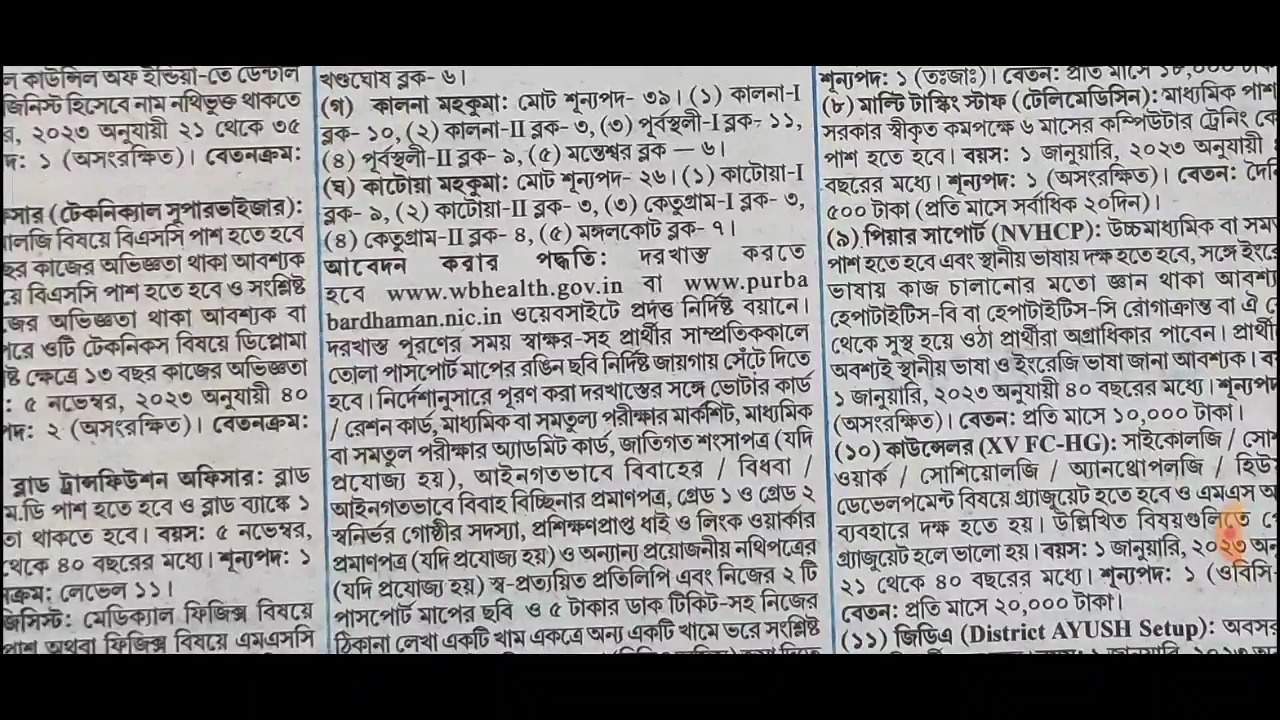 ন কাউন্সিল অফ ইন্ডিয়া-তে ডেন্টাল
জিনিস্ট হিসেবে নাম নথিভুক্ত থাকতে
র, ২০২৩ অনুযায়ী ২১ থেকে ৩৫
দ: ১ (অসংরক্ষিত)। বেতনক্রম:
সার (টেকনিক্যাল সুপারভাইজার):
লজি বিষয়ে বিএসসি পাশ হতে হবে
ছর কাজের অভিজ্ঞতা থাকা আবশ্যক
য়ে বিএসসি পাশ হতে হবে ও সংশ্লিষ্ট
জের অভিজ্ঞতা থাকা আবশ্যক বা
পরে ওটি টেকনিকস বিষয়ে ডিপ্লোমা
ষ্ট ক্ষেত্রে ১৩ বছর কাজের অভিজ্ঞতা
: ৫ নভেম্বর, ২০২৩ অনুযায়ী ৪০
পদ: ২ (অসংরক্ষিত)। বেতনক্রম:
ব্লাড ট্রান্সফিউশন অফিসার: ব্লাড
ম.ডি পাশ হতে হবে ও ব্লাড ব্যাঙ্কে ১
তা থাকতে হবে। বয়স: ৫ নভেম্বর,
থেকে ৪০ বছরের মধ্যে। শূন্যপদ: ১
ক্রম: লেভেল ১১।
জিসিস্ট: মেডিক্যাল ফিজিক্স বিষয়ে
পাশ অথবা ফিজিক্স বিষয়ে এমএসসি
খণ্ডঘোষ ব্লক- ৬।
(গ) কালনা মহকুমা: মোট শূন্যপদ- ৩৯। (১) কালনা-I
ব্লক- ১০, (২) কালনা-II ব্লক- ৩, (৩) পূর্বস্থলী-I ব্লক- ১১,
(৪) পূর্বস্থলী-II ব্লক- ৯, (৫) মন্তেশ্বর ব্লক — ৬।
(ঘ) কাটোয়া মহকুমা: মোট শূন্যপদ- ২৬। (১) কাটোয়া-I
ব্লক- ৯, (২) কাটোয়া-II ব্লক- ৩, (৩) কেতুগ্রাম-I ব্লক- ৩,
(৪) কেতুগ্রাম-II ব্লক- ৪, (৫) মঙ্গলকোট ব্লক- ৭।
আবেদন করার পদ্ধতি: দরখাস্ত করতে
হবে www.wbhealth.gov.in বা www.purba
bardhaman.nic.in ওয়েবসাইটে প্রদত্ত নির্দিষ্ট বয়ানে।
দরখাস্ত পূরণের সময় স্বাক্ষর-সহ প্রার্থীর সাম্প্রতিককালে
তোলা পাসপোর্ট মাপের রঙিন ছবি নির্দিষ্ট জায়গায় সেঁটে দিতে
হবে। নির্দেশানুসারে পূরণ করা দরখাস্তের সঙ্গে ভোটার কার্ড
/ রেশন কার্ড, মাধ্যমিক বা সমতুল্য পরীক্ষার মার্কশিট, মাধ্যমিক
বা সমতুল পরীক্ষার অ্যাডমিট কার্ড, জাতিগত শংসাপত্র (যদি
প্রযোজ্য হয়), আইনগতভাবে বিবাহের / বিধবা /
আইনগতভাবে বিবাহ বিচ্ছিনার প্রমাণপত্র, গ্রেড ১ ও গ্রেড ২
স্বনির্ভর গোষ্ঠীর সদস্যা, প্রশিক্ষণপ্রাপ্ত ধাই ও লিংক ওয়ার্কার
প্রমাণপত্র (যদি প্রযোজ্য হয়) ও অন্যান্য প্রয়োজনীয় নথিপত্রের
(যদি প্রযোজ্য হয়) স্ব-প্রত্যয়িত প্রতিলিপি এবং নিজের ২ টি
পাসপোর্ট মাপের ছবি ও ৫ টাকার ডাক টিকিট-সহ নিজের
ঠিকানা লেখা একটি খাম একত্রে অন্য একটি খামে ভরে সংশ্লিষ্ট
শূন্যপদ: ১ (তঃজাঃ)। বেতন: প্রতি মাসে ১৮,০০০ টাকা
(৮) মাল্টি টাস্কিং স্টাফ (টেলিমেডিসিন): মাধ্যমিক পাশ
সরকার স্বীকৃত কমপক্ষে ৬ মাসের কম্পিউটার ট্রেনিং কো
পাশ হতে হবে। বয়স: ১ জানুয়ারি, ২০২৩ অনুযায়ী
বছরের মধ্যে। শূন্যপদ: ১ (অসংরক্ষিত)। বেতন: দৈনি
৫০০ টাকা (প্রতি মাসে সর্বাধিক ২০দিন)।
(৯) পিয়ার সাপোর্ট (NVHCP): উচ্চমাধ্যমিক বা সমত
পাশ হতে হবে এবং স্থানীয় ভাষায় দক্ষ হতে হবে, সঙ্গে ইংরে
ভাষায় কাজ চালানোর মতো জ্ঞান থাকা আবশ্য
হেপাটাইটিস-বি বা হেপাটাইটিস-সি রোগাক্রান্ত বা ঐ রো
থেকে সুস্থ হয়ে ওঠা প্রার্থীরা অগ্রাধিকার পাবেন। প্রার্থী
অবশ্যই স্থানীয় ভাষা ও ইংরেজি ভাষা জানা আবশ্যক। ব
১ জানুয়ারি, ২০২৩ অনুযায়ী ৪০ বছরের মধ্যে। শূন্যপদ
(অসংরক্ষিত)। বেতন: প্রতি মাসে ১০,০০০ টাকা।
(১০) কাউন্সেলর (XV FC-HG): সাইকোলজি / সো
ওয়ার্ক / সোশিয়োলজি / অ্যানথ্রোপলজি / হিউ
ডেভেলপমেন্ট বিষয়ে গ্র্যাজুয়েট হতে হবে ও এমএস অ
ব্যবহারে দক্ষ হতে হয়। উল্লিখিত বিষয়গুলিতে পো
গ্র্যাজুয়েট হলে ভালো হয়। বয়স: ১ জানুয়ারি, ২০২৩ অনু
২১ থেকে ৪০ বছরের মধ্যে। শূন্যপদ: ১ (ওবিসি-
বেতন: প্রতি মাসে ২০,০০০ টাকা।
(১১) জিডিএ (District AYUSH Setup): অবসর